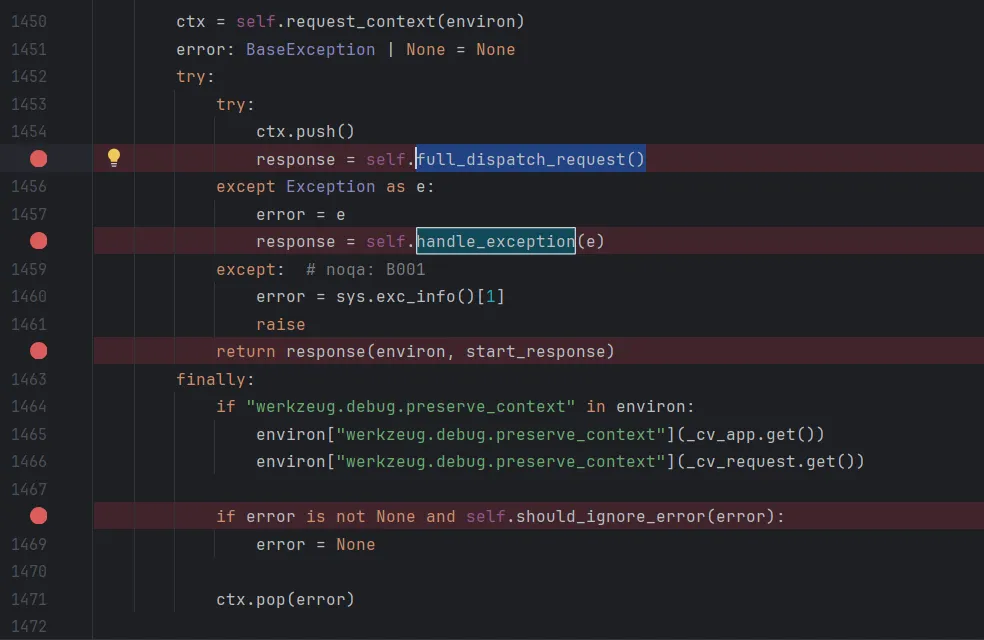 1450 ctx = self.request_context(environ)
1451 error: BaseException | None = None
1452 try:
1453 try:
1454 ctx.push()
response = self.full_dispatch_request()
1456 except Exception as e:
1457 error = e
response = self.handle_exception(e)
1459 except:  # noqa: B001
1460 error = sys.exc_info()[1]
1461 raise
return response(environ, start_response)
1463 finally:
1464 if "werkzeug.debug.preserve_context" in environ:
1465 environ["werkzeug.debug.preserve_context"](_cv_app.get())
1466 environ["werkzeug.debug.preserve_context"](_cv_request.get())
1467
if error is not None and self.should_ignore_error(error):
1469 error = None
1470
1471 ctx.pop(error)
1472